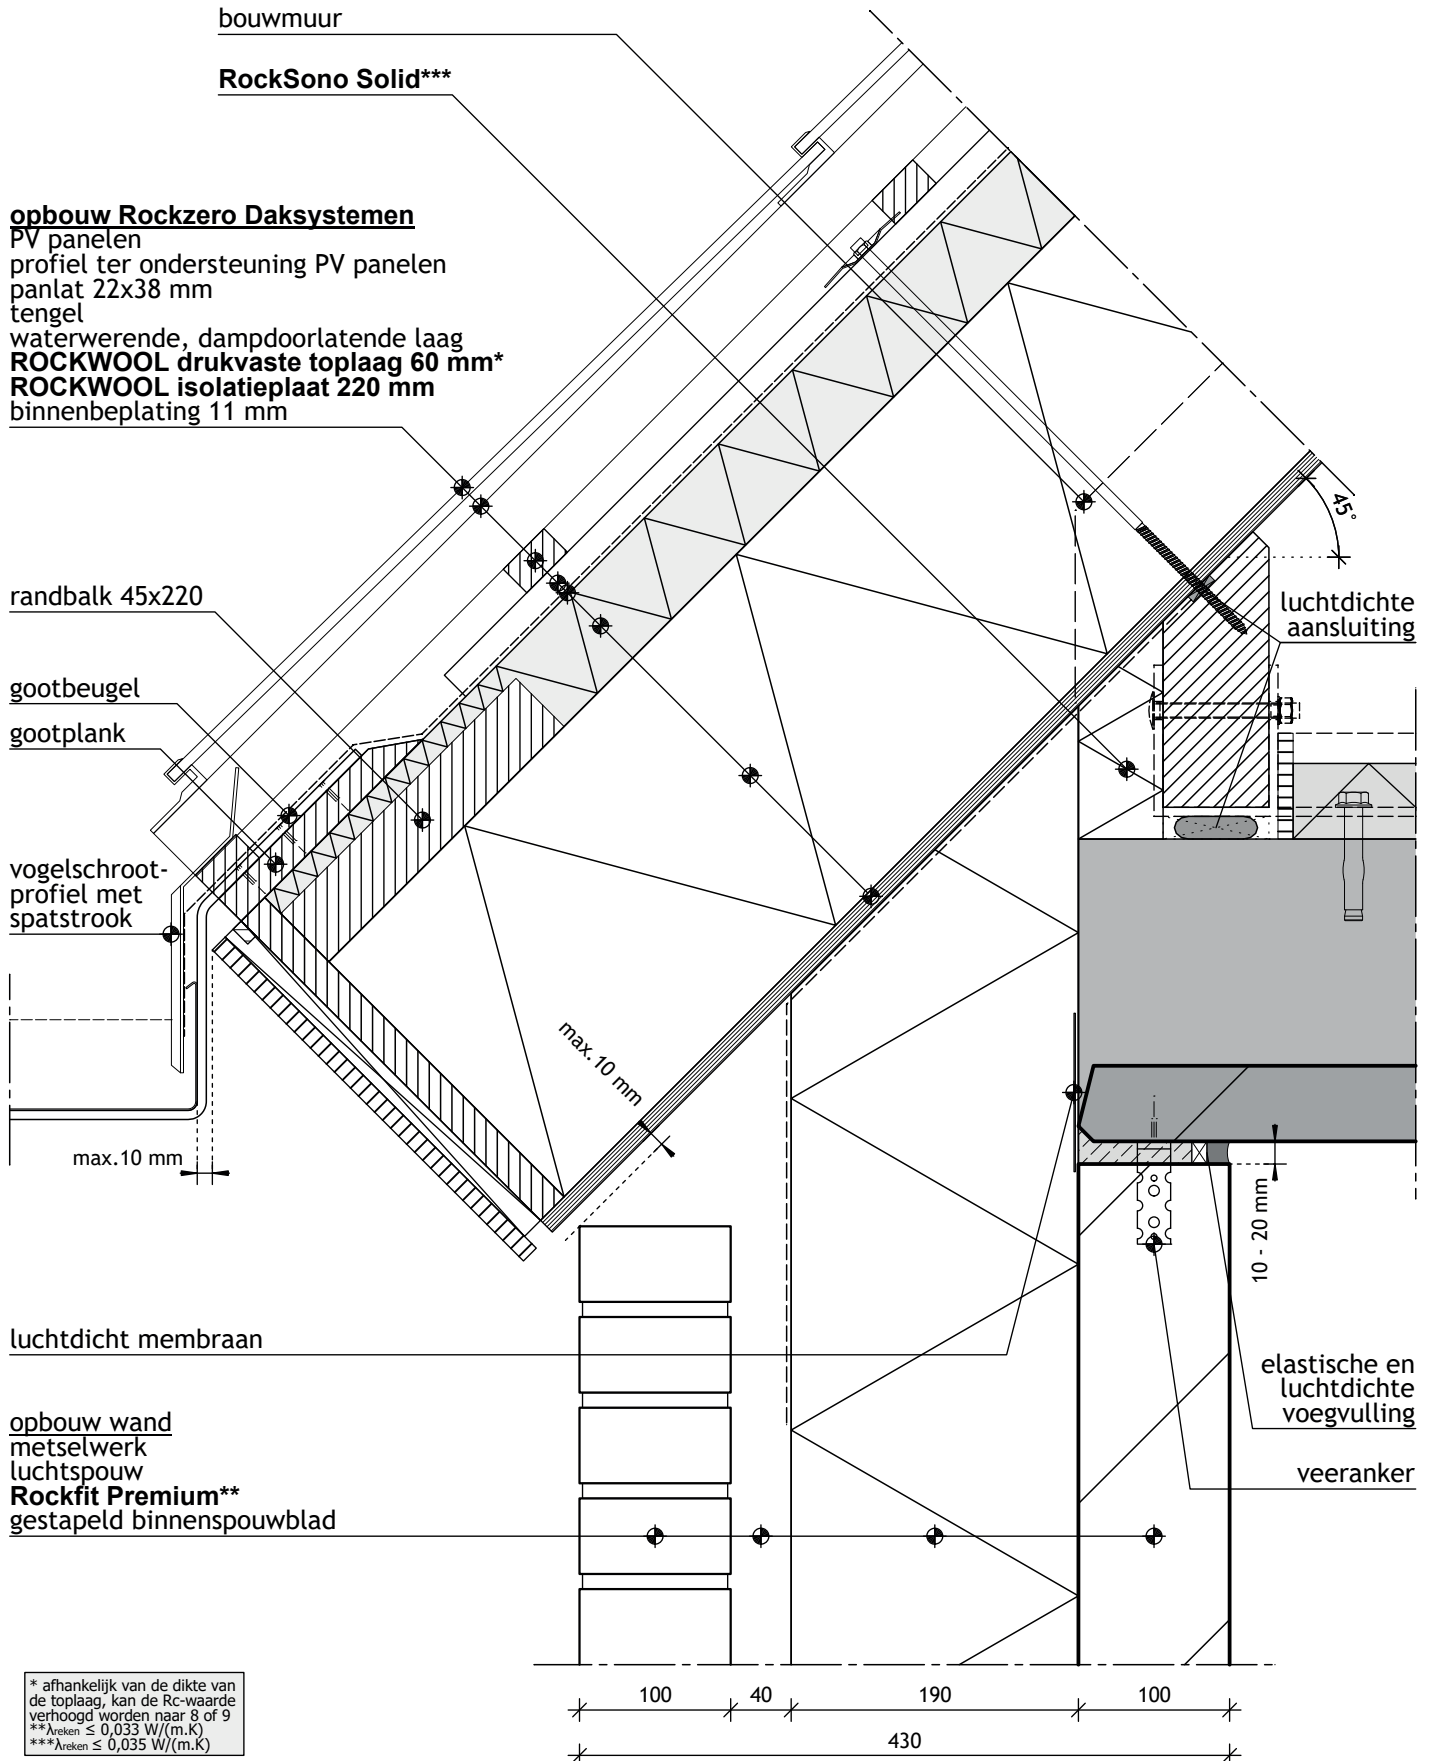 bouwmuur
RockSono Solid***
opbouw Rockzero Daksystemen
PV panelen
profiel ter ondersteuning PV panelen
panlat 22x38 mm
tengel
waterwerende, dampdoorlatende laag
ROCKWOOL drukvaste toplaag 60 mm*
ROCKWOOL isolatieplaat 220 mm
binnenbeplating 11 mm
45°
randbalk 45x220
luchtdichte
aansluiting
gootbeugel
gootplank
vogelschroot-
profiel met
spatstrook
max.10 mm
max.10 mm
10 - 20 mm
luchtdicht membraan
elastische en
luchtdichte
voegvulling
veeranker
opbouw wand
metselwerk
luchtspouw
Rockfit Premium**
gestapeld binnenspouwblad
* afhankelijk van de dikte van
de toplaag, kan de Rc-waarde
verhoogd worden naar 8 of 9
**λreken ≤ 0,033 W/(m.K)
***λreken ≤ 0,035 W/(m.K)
100 40 190 100
430